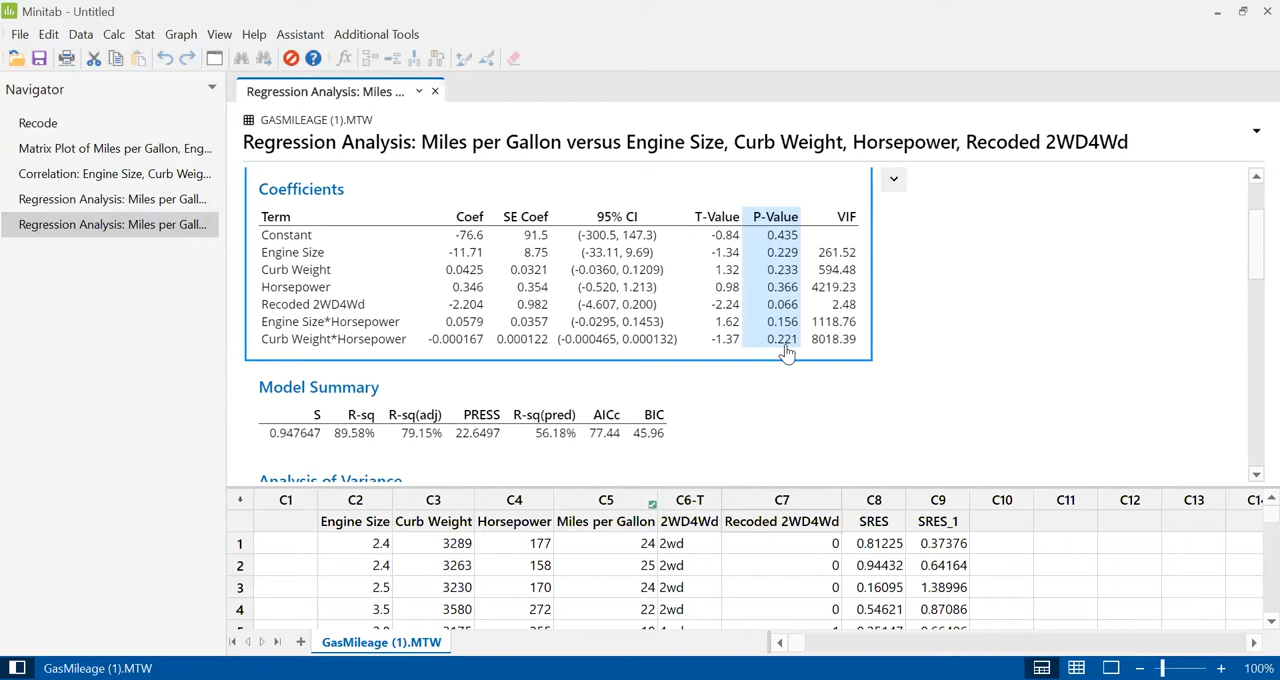 Minitab - Untitled
File Edit Data Calc Stat Graph View Help Assistant Additional Tools
Navigator
Recode
Matrix Plot of Miles per Gallon, Eng...
Correlation: Engine Size, Curb Weig...
Regression Analysis: Miles per Gall...
Regression Analysis: Miles per Gall...
Regression Analysis: Miles ...
GASMILEAGE (1).MTW
Regression Analysis: Miles per Gallon versus Engine Size, Curb Weight, Horsepower, Recoded 2WD4Wd
Coefficients
Term Coef SE Coef 95% CI T-Value P-Value VIF
Constant -76.6 91.5 (-300.5, 147.3) -0.84 0.435
Engine Size -11.71 8.75 (-33.11, 9.69) -1.34 0.229 261.52
Curb Weight 0.0425 0.0321 (-0.0360, 0.1209) 1.32 0.233 594.48
Horsepower 0.346 0.354 (-0.520, 1.213) 0.98 0.366 4219.23
Recoded 2WD4Wd -2.204 0.982 (-4.607, 0.200) -2.24 0.066 2.48
Engine Size*Horsepower 0.0579 0.0357 (-0.0295, 0.1453) 1.62 0.156 1118.76
Curb Weight*Horsepower -0.000167 0.000122 (-0.000465, 0.000132) -1.37 0.221 8018.39
Model Summary
S R-sq R-sq(adj) PRESS R-sq(pred) AICc BIC
0.947647 89.58% 79.15% 22.6497 56.18% 77.44 45.96
Analysis of Variance
C1 C2 C3 C4 C5 C6-T C7 C8 C9 C10 C11 C12 C13 C14
Engine Size Curb Weight Horsepower Miles per Gallon 2WD4Wd Recoded 2WD4Wd SRES SRES_1
1 2.4 3289 177 24 2wd 0 0.81225 0.37376
2 2.4 3263 158 25 2wd 0 0.94432 0.64164
3 2.5 3230 170 24 2wd 0 0.16095 1.38996
4 3.5 3580 272 22 2wd 0 0.54621 0.87086
GasMileage (1).MTW
GasMileage (1).MTW
100%